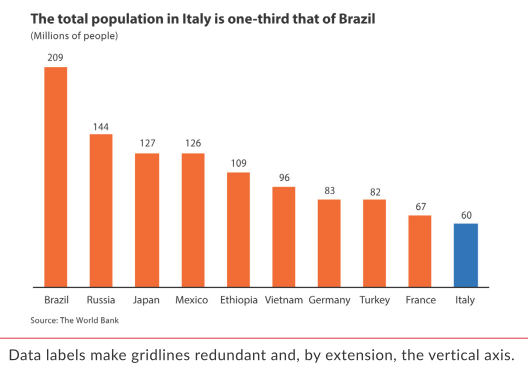 The total population in Italy is one-third that of Brazil
(Millions of people)
209
144
127
126
109
96
83
82
67
60
Brazil Russia Japan Mexico Ethiopia Vietnam Germany Turkey France Italy
Source: The World Bank
Data labels make gridlines redundant and, by extension, the vertical axis.